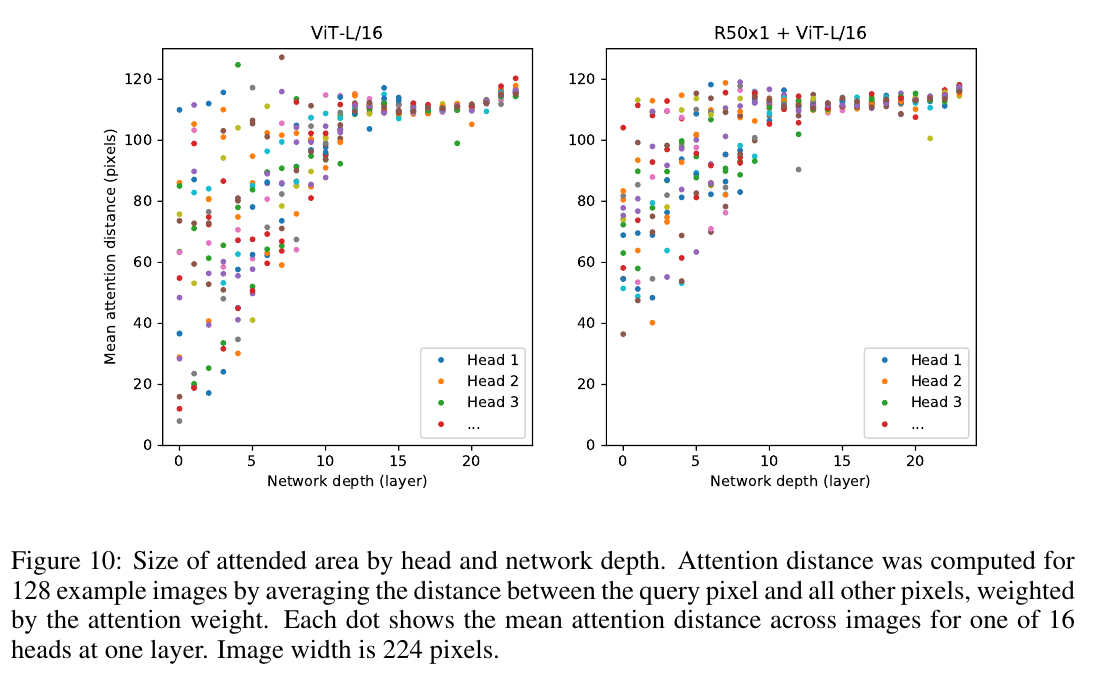 ViT-L/16
R50x1 + ViT-L/16
120
100
80
60
40
20
0
Mean attention distance (pixels)
0 5 10 15 20
Network depth (layer)
Head 1
Head 2
Head 3
...
120
100
80
60
40
20
0
0 5 10 15 20
Network depth (layer)
Head 1
Head 2
Head 3
...
Figure 10: Size of attended area by head and network depth. Attention distance was computed for
128 example images by averaging the distance between the query pixel and all other pixels, weighted
by the attention weight. Each dot shows the mean attention distance across images for one of 16
heads at one layer. Image width is 224 pixels.